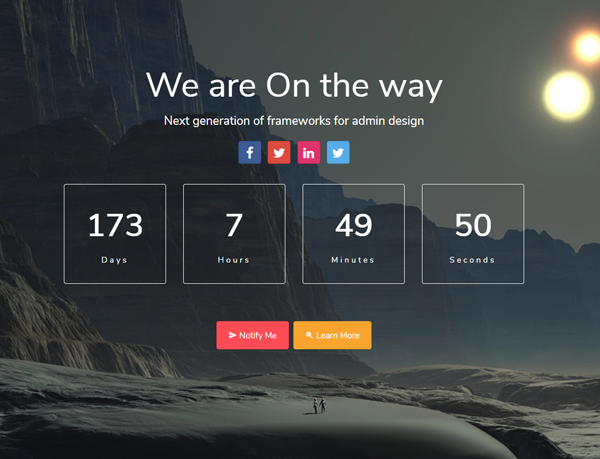 We are On the way
Next generation of frameworks for admin design
f in
173 7 49 50
Days Hours Minutes Seconds
Notify Me Learn More